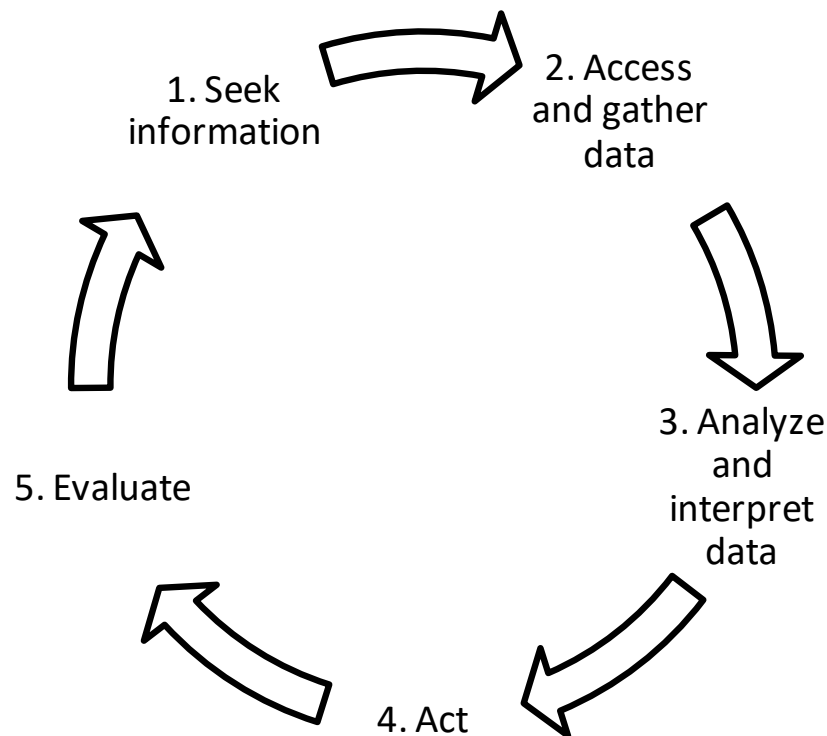 1. Seek
information
2. Access
and gather
data
3. Analyze
and
interpret
data
4. Act
5. Evaluate